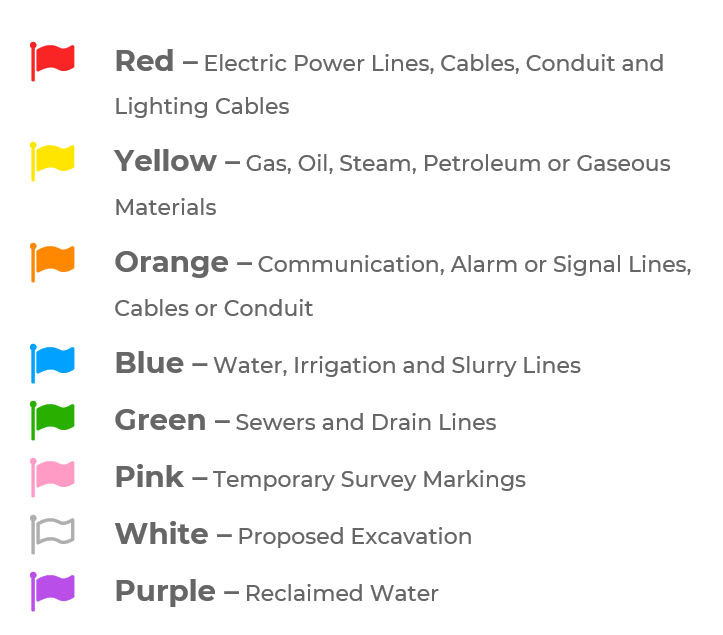 Red – Electric Power Lines, Cables, Conduit and
Lighting Cables
Yellow – Gas, Oil, Steam, Petroleum or Gaseous
Materials
Orange – Communication, Alarm or Signal Lines,
Cables or Conduit
Blue – Water, Irrigation and Slurry Lines
Green – Sewers and Drain Lines
Pink – Temporary Survey Markings
White – Proposed Excavation
Purple – Reclaimed Water